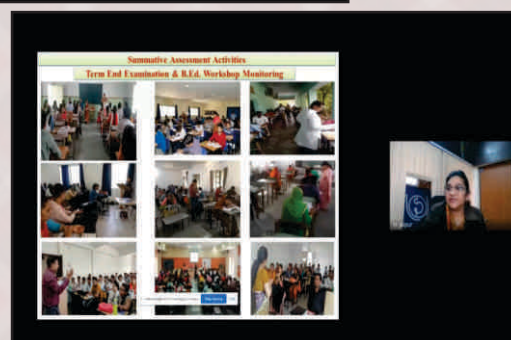 Summative Assessment Activities
Term End Examination & B.Ed. Workshop Monitoring